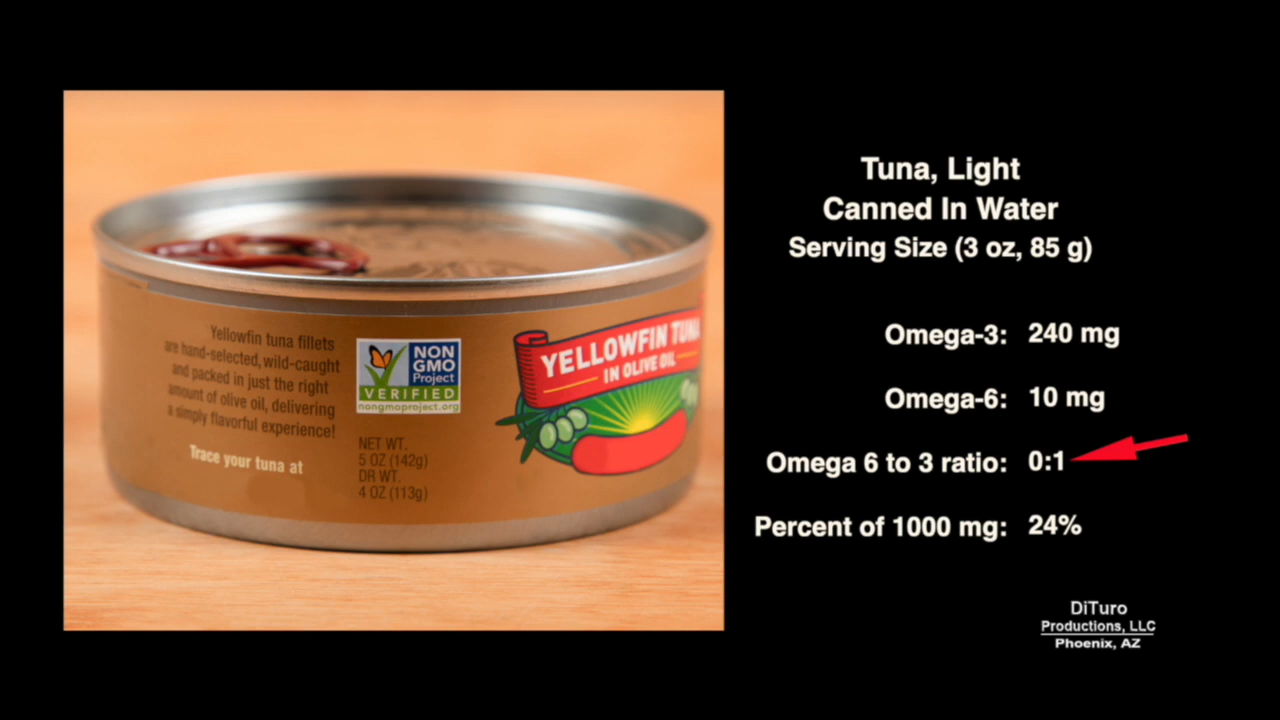 Yellowfin tuna fillets
are hand-selected, wild-caught
and packed in just the right
amount of olive oil, delivering
a simply flavorful experience!
Trace your tuna at
NON
GMO
Project
VERIFIED
nongmoproject.org
NET WT.
5 OZ (142g)
DR WT.
4 OZ (113g)
YELLOWFIN TUNA
IN OLIVE OIL
Tuna, Light
Canned In Water
Serving Size (3 oz, 85 g)
Omega-3: 240 mg
Omega-6: 10 mg
Omega 6 to 3 ratio: 0:1
Percent of 1000 mg: 24%
DiTuro
Productions, LLC
Phoenix, AZ